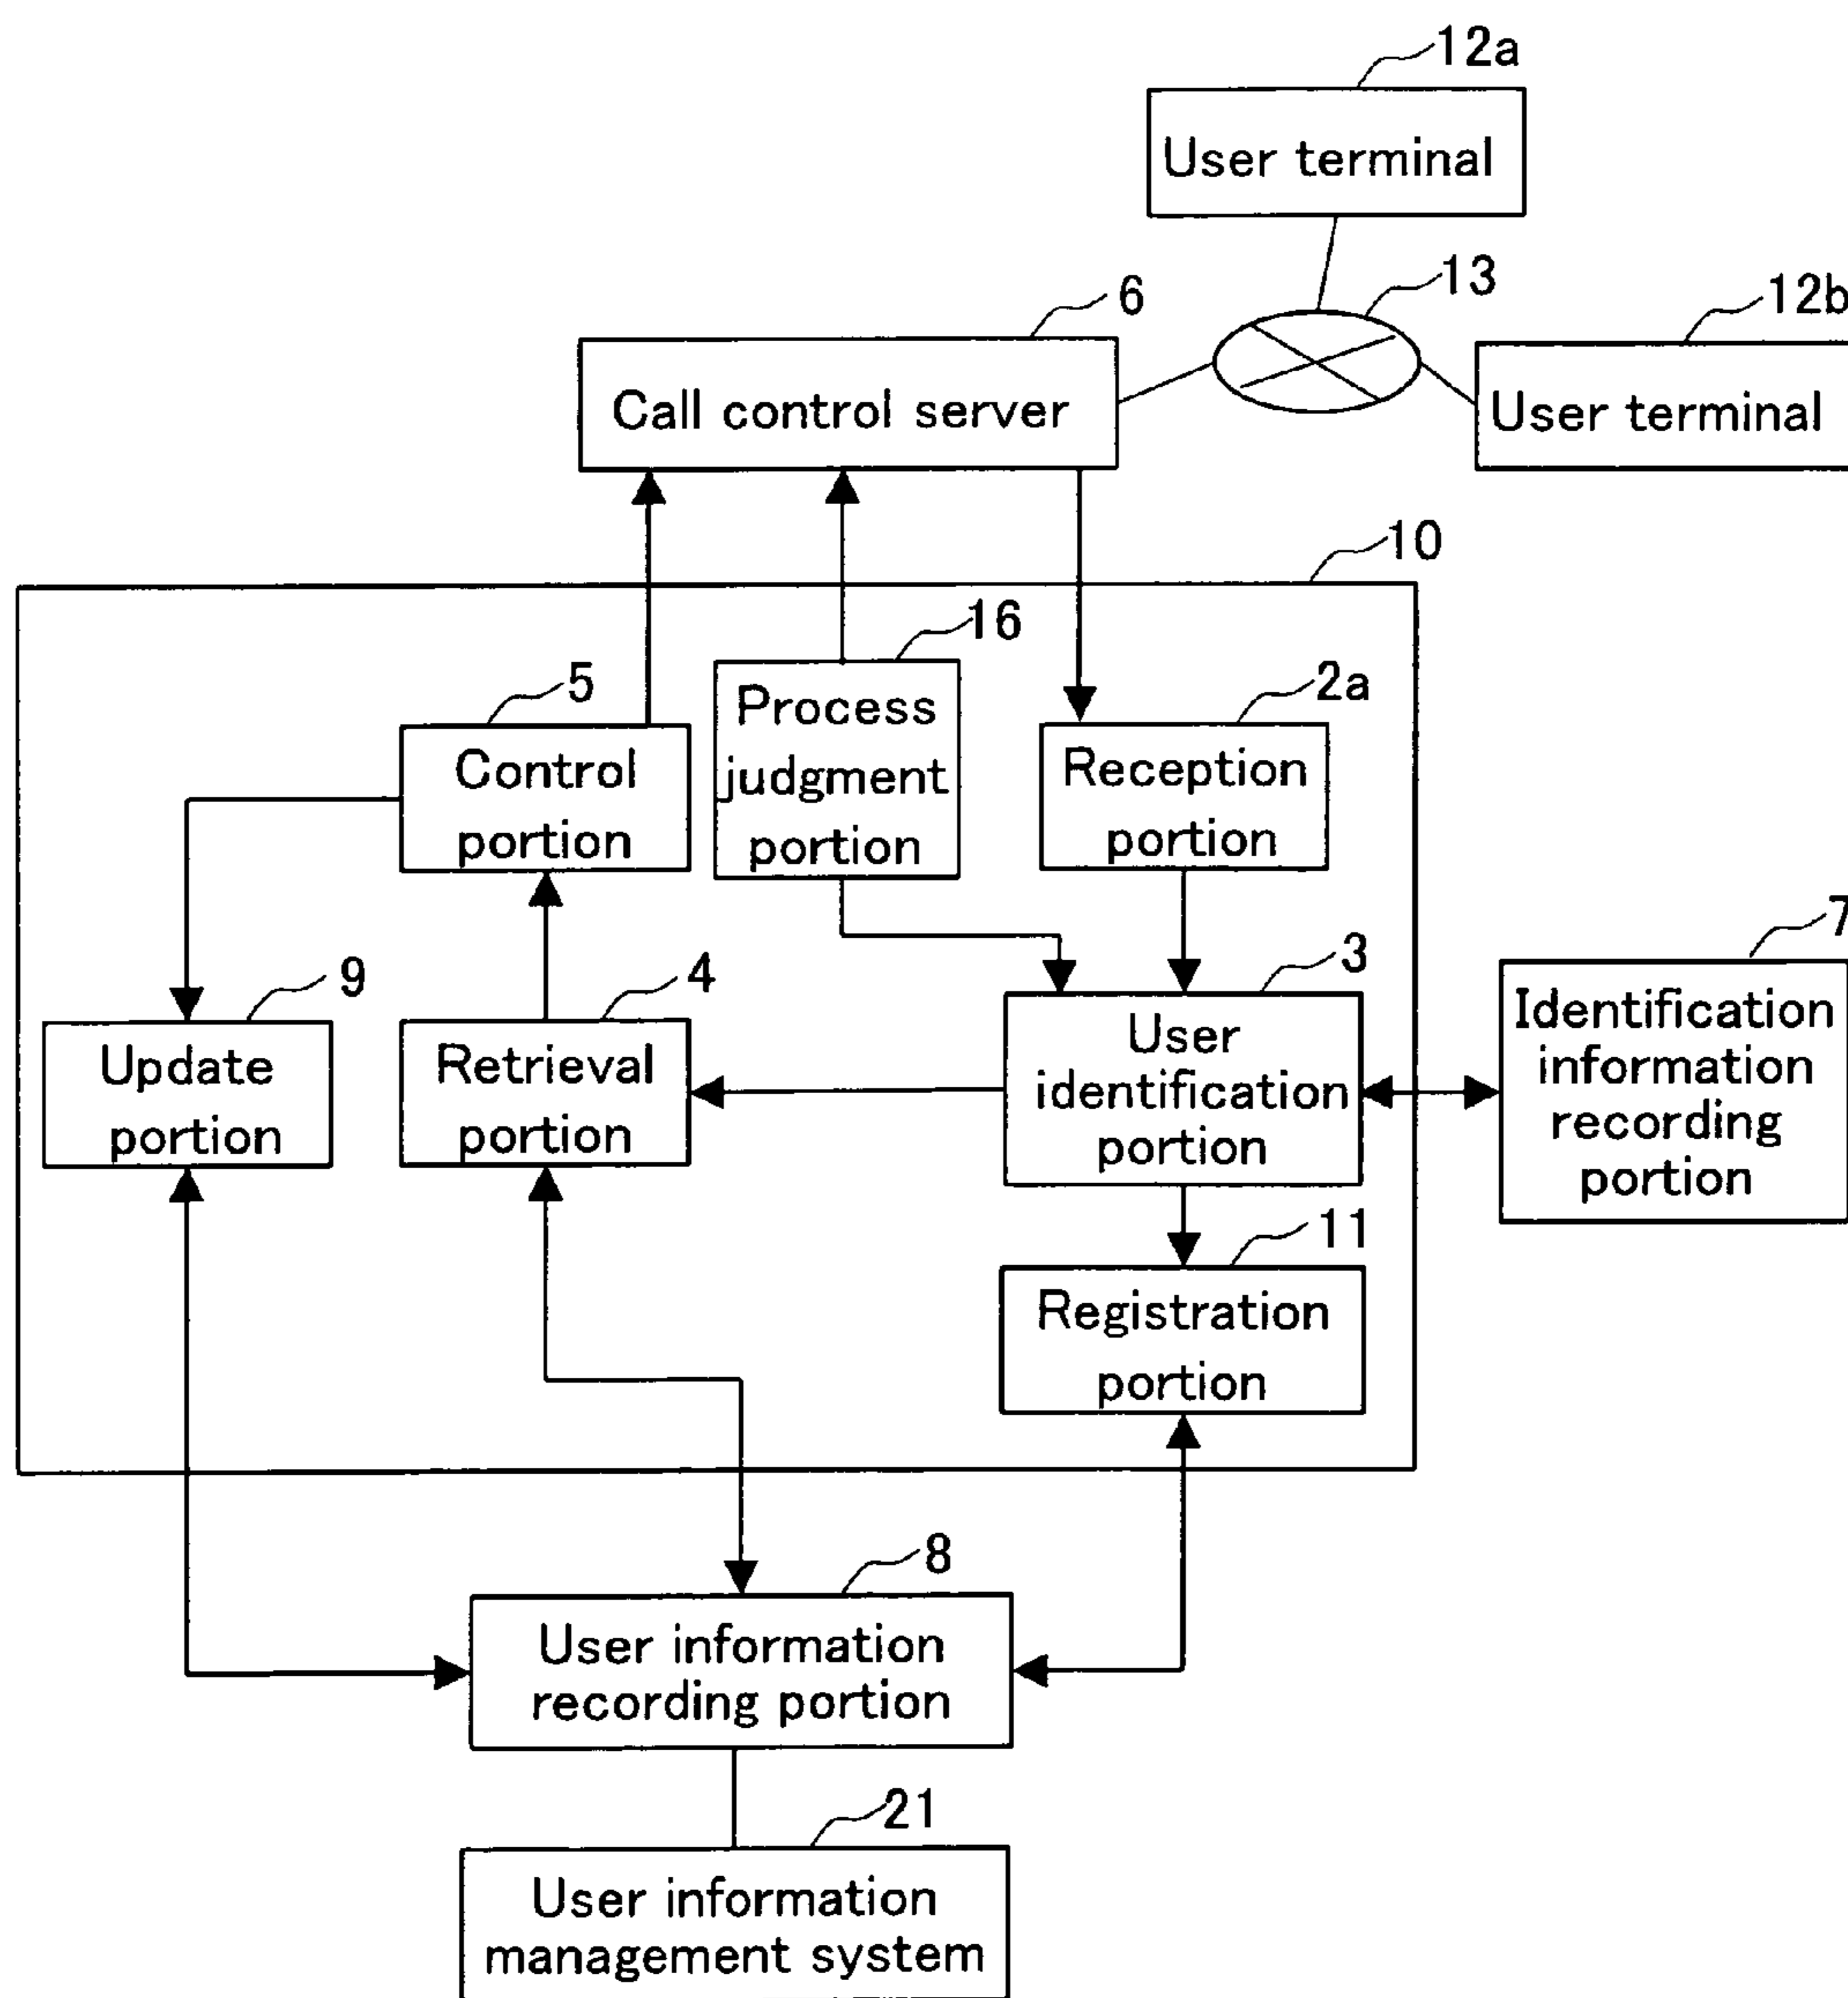 12a
User terminal
13
12b
6
Call control server
User terminal
10
16
5
2a
Process
judgment
portion
Control
portion
Reception
portion
7
9
4
3
Identification
information
recording
portion
Update
portion
Retrieval
portion
User
identification
portion
11
Registration
portion
8
User information
recording portion
21
User information
management system